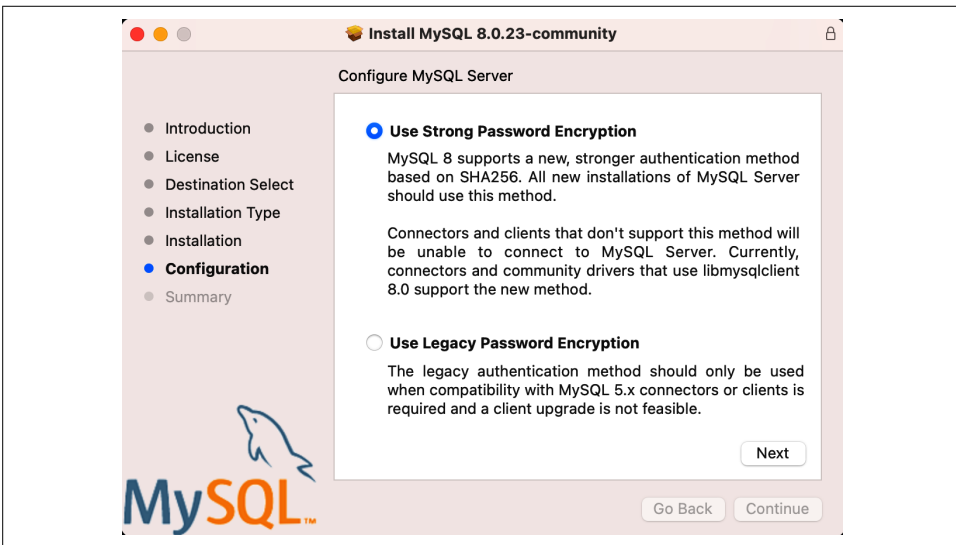 Install MySQL 8.0.23-community
Configure MySQL Server
Introduction
License
Destination Select
Installation Type
Installation
Configuration
Summary
Use Strong Password Encryption
MySQL 8 supports a new, stronger authentication method
based on SHA256. All new installations of MySQL Server
should use this method.
Connectors and clients that don't support this method will
be unable to connect to MySQL Server. Currently,
connectors and community drivers that use libmysqlclient
8.0 support the new method.
Use Legacy Password Encryption
The legacy authentication method should only be used
when compatibility with MySQL 5.x connectors or clients is
required and a client upgrade is not feasible.
Next
MySQL™
Go Back Continue